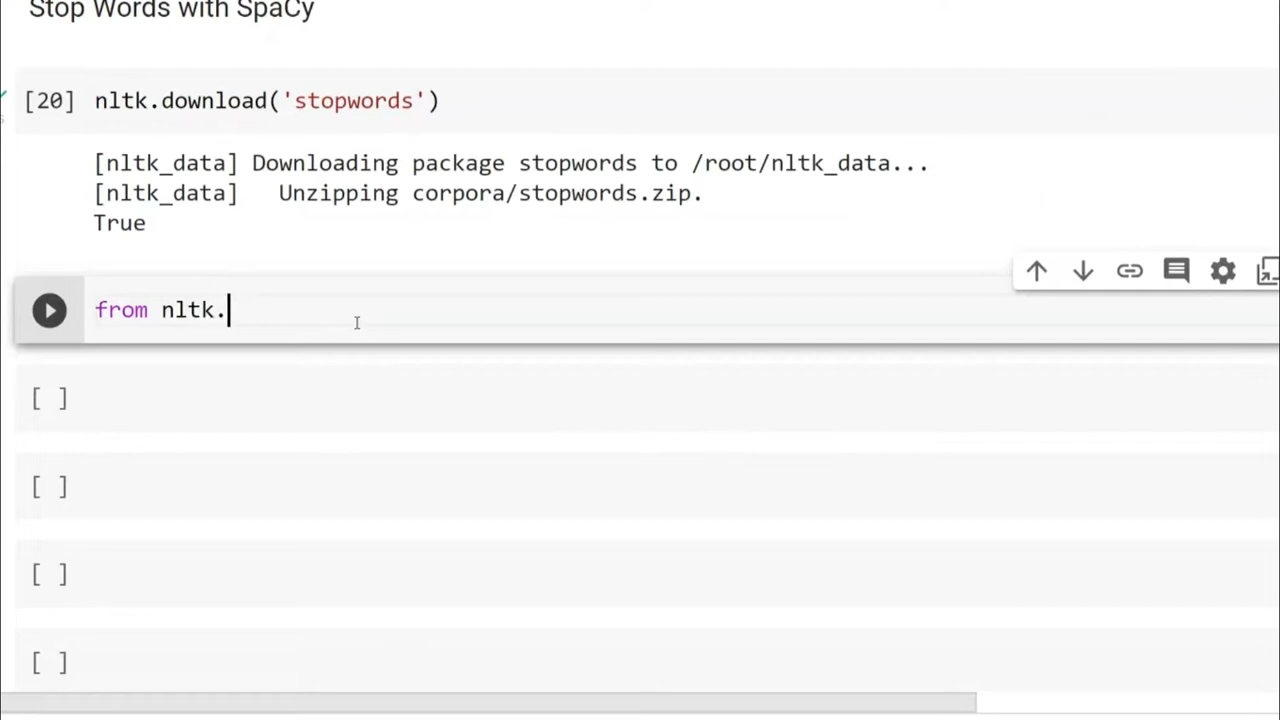 Stop Words with SpaCy
[20] nltk.download('stopwords')
[nltk_data] Downloading package stopwords to /root/nltk_data...
[nltk_data]   Unzipping corpora/stopwords.zip.
True
from nltk.
[ ]
[ ]
[ ]
[ ]